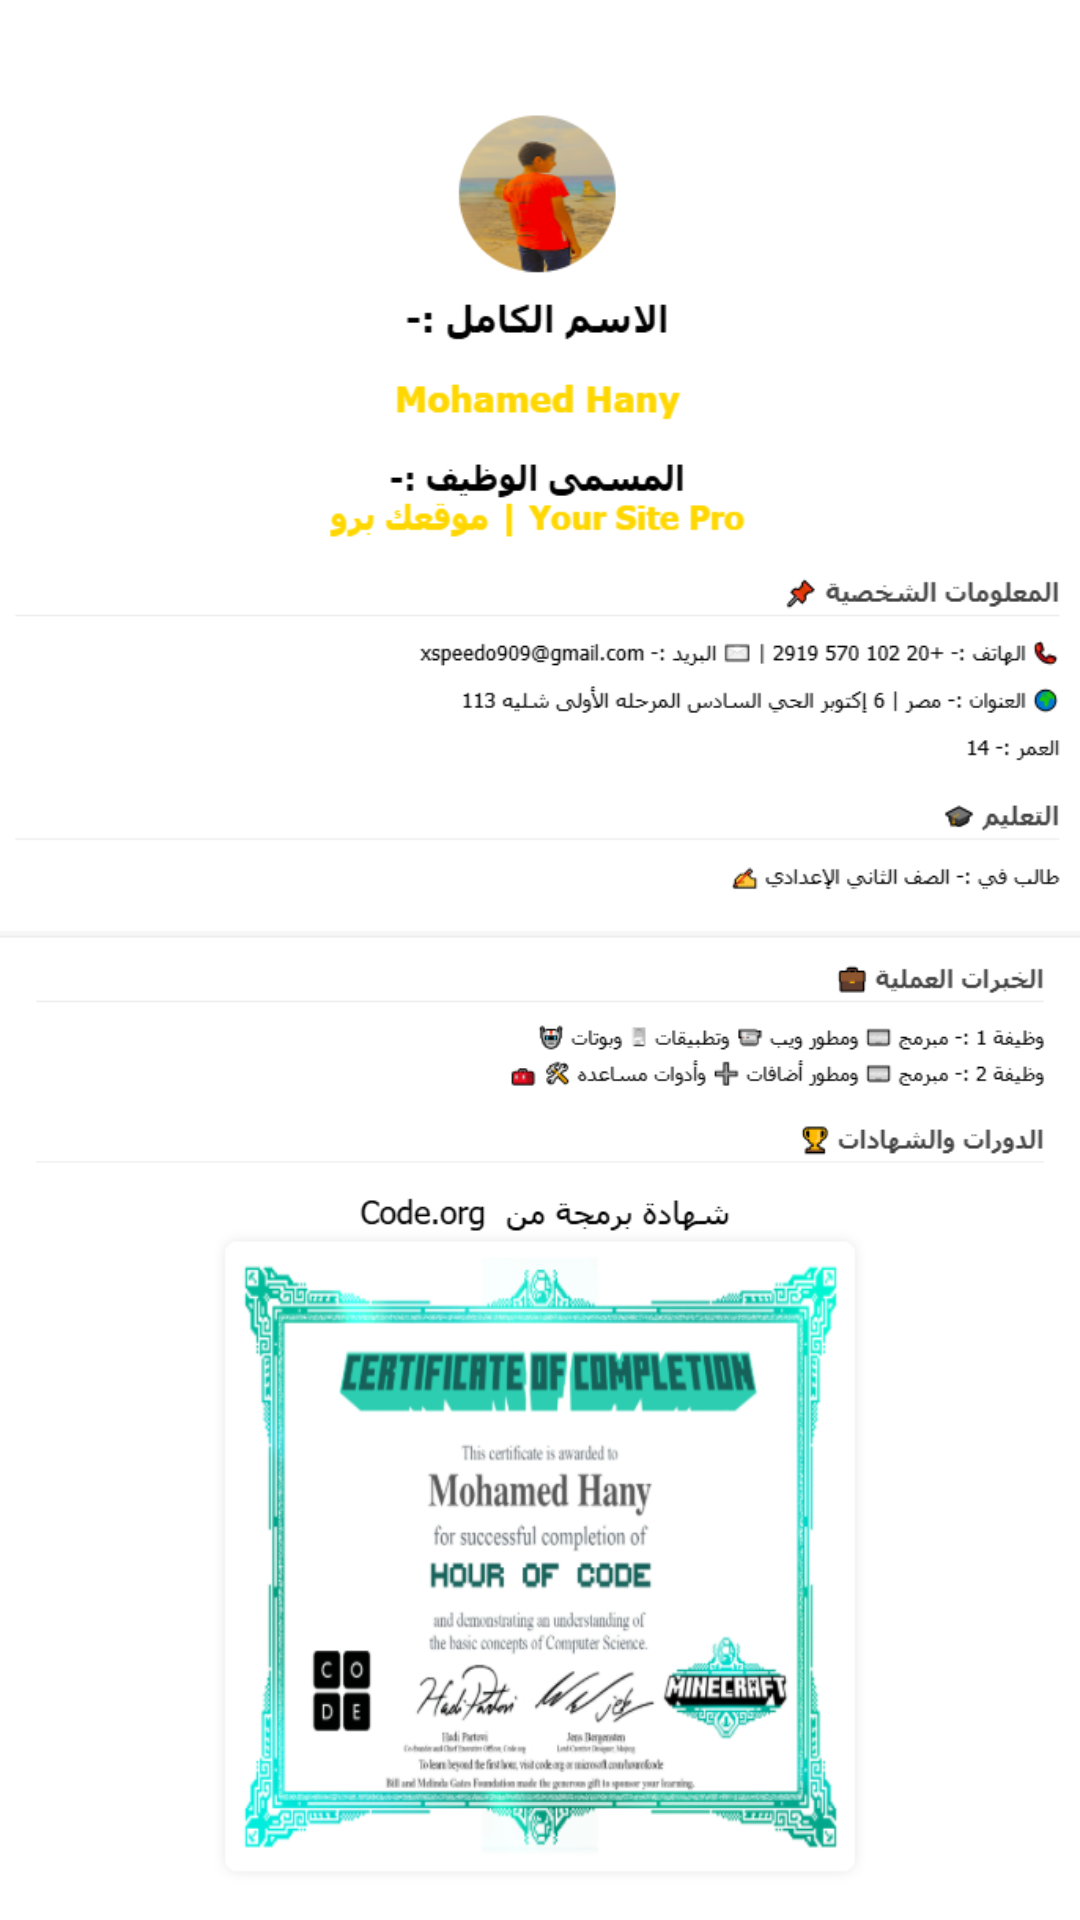 الاسم الكامل :-
Mohamed Hany
المسمى الوظيف :-
موقعك برو | Your Site Pro
المعلومات الشخصية 📌
📞 الهاتف :- +20 102 570 2919 | ✉️ البريد :- xspeedo909@gmail.com
🌍 العنوان :- مصر | 6 إكتوبر الحي السادس المرحله الأولى شليه 113
العمر :- 14
التعليم 🎓
طالب في :- الصف الثاني الإعدادي ✍️
الخبرات العملية 💼
وظيفة 1 :- مبرمج ⌨️ ومطور ويب 📽️ وتطبيقات 🖥️ وبوتات 🤖
وظيفة 2 :- مبرمج ⌨️ ومطور أضافات ➕ وأدوات مساعده 🛠️ 🧰
الدورات والشهادات 🏆
شهادة برمجة من Code.org
CERTIFICATE OF COMPLETION
This certificate is awarded to
Mohamed Hany
for successful completion of
HOUR OF CODE
and demonstrating an understanding of
the basic concepts of Computer Science.
CODE
MINECRAFT
Hadi Partovi
Jens Bergensten
Co-founder and Chief Executive Officer, Code.org
Lead Creative Designer, Mojang
To learn beyond the first hour, visit code.org or microsoft.com/hourofcode
Bill and Melinda Gates Foundation made the generous gift to sponsor your learning.